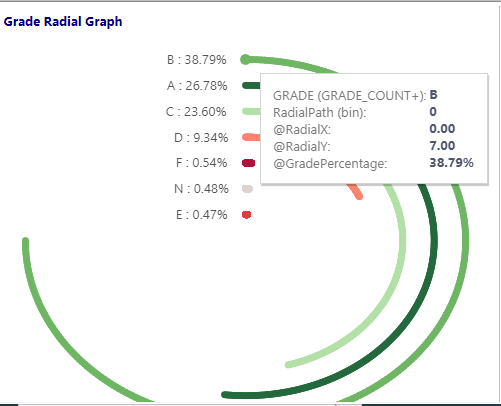 Grade Radial Graph
B : 38.79%
A : 26.78%
C : 23.60%
D : 9.34%
F : 0.54%
N : 0.48%
E : 0.47%
GRADE (GRADE_COUNT+): B
RadialPath (bin): 0
@RadialX: 0.00
@RadialY: 7.00
@GradePercentage: 38.79%